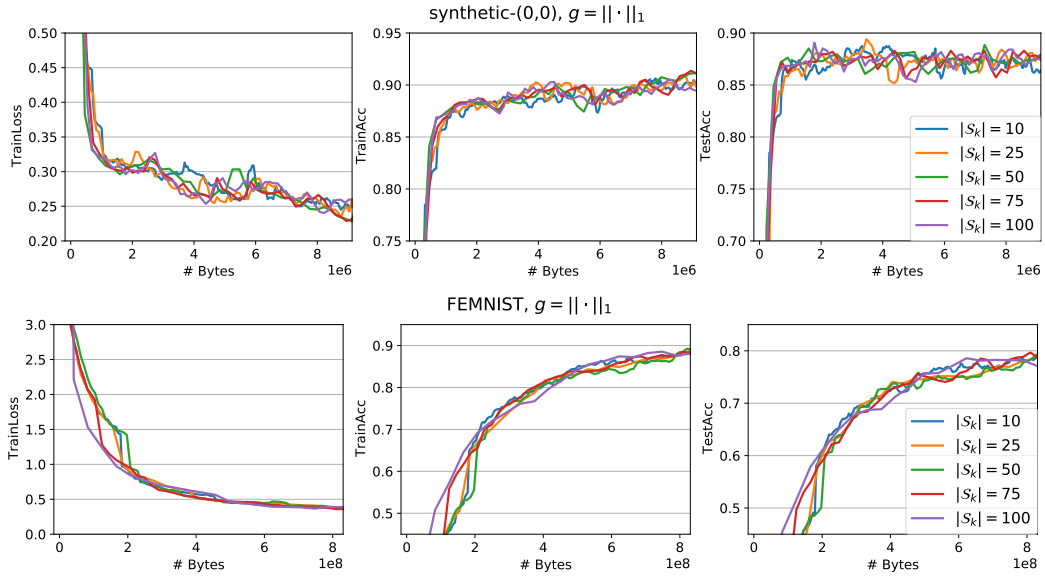 synthetic-(0,0), g = || · ||₁
0.50
0.45
0.40
0.35
0.30
0.25
0.20
TrainLoss
0
2
4
6
8
# Bytes
1e6
0.95
0.90
0.85
0.80
0.75
TrainAcc
0
2
4
6
8
# Bytes
1e6
0.90
0.85
0.80
0.75
0.70
TestAcc
0
2
4
6
8
# Bytes
1e6
|𝒮ₖ| = 10
|𝒮ₖ| = 25
|𝒮ₖ| = 50
|𝒮ₖ| = 75
|𝒮ₖ| = 100
FEMNIST, g = || · ||₁
3.0
2.5
2.0
1.5
1.0
0.5
0.0
TrainLoss
0
2
4
6
8
# Bytes
1e8
0.9
0.8
0.7
0.6
0.5
TrainAcc
0
2
4
6
8
# Bytes
1e8
0.8
0.7
0.6
0.5
TestAcc
0
2
4
6
8
# Bytes
1e8
|𝒮ₖ| = 10
|𝒮ₖ| = 25
|𝒮ₖ| = 50
|𝒮ₖ| = 75
|𝒮ₖ| = 100